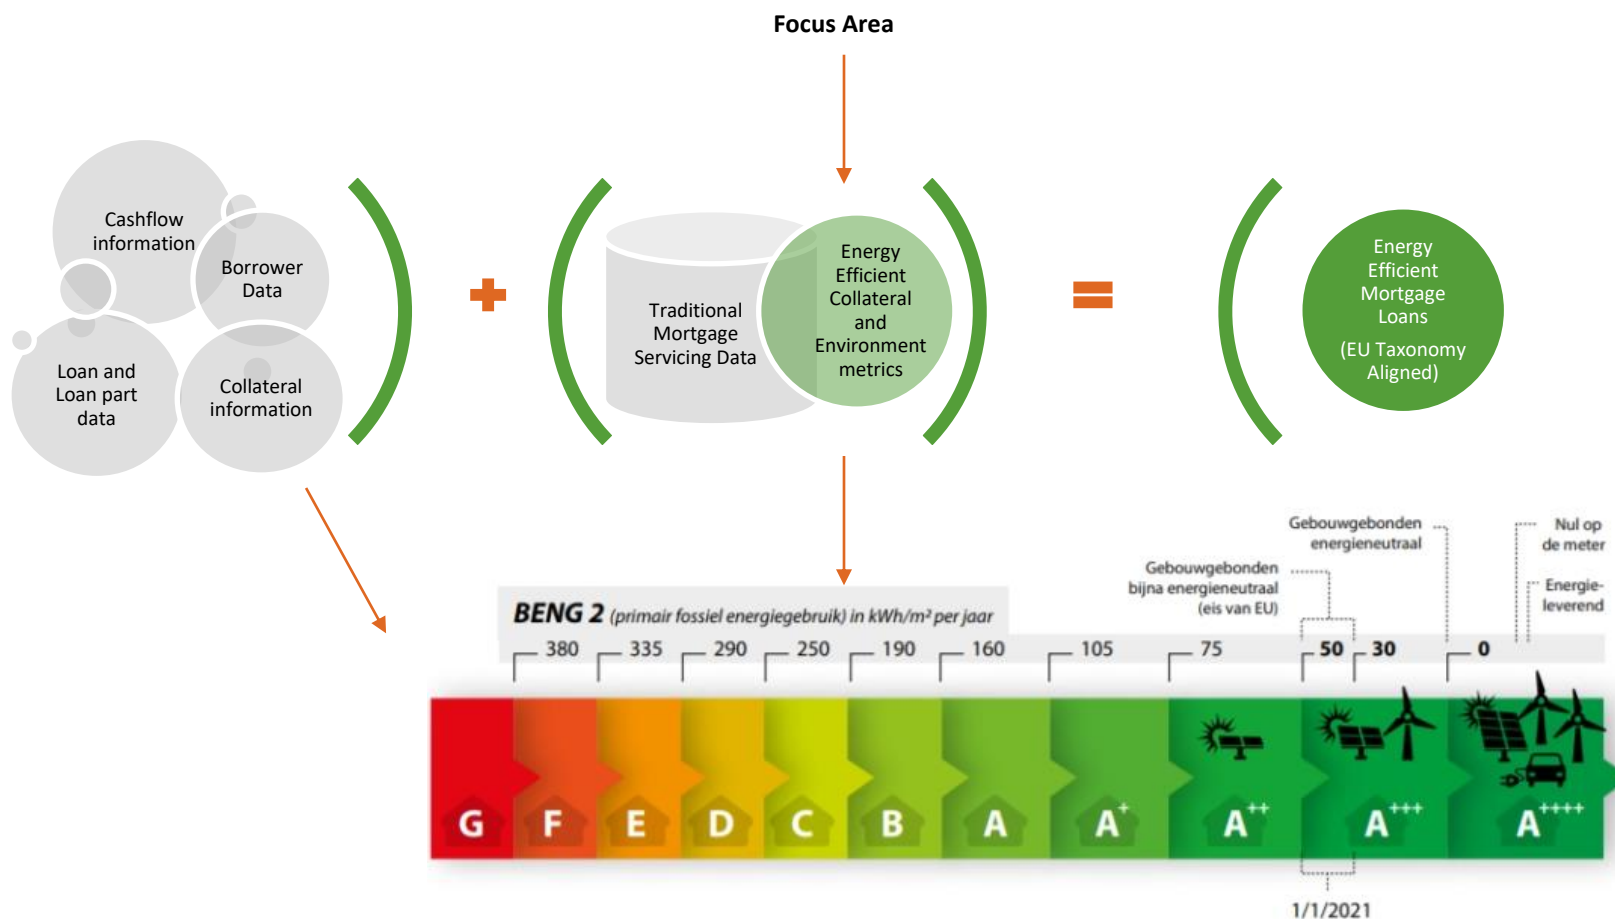 Focus Area
Cashflow
information
Borrower
Data
Loan and
Loan part
data
Collateral
information
Traditional
Mortgage
Servicing Data
Energy
Efficient
Collateral
and
Environment
metrics
Energy
Efficient
Mortgage
Loans
(EU Taxonomy
Aligned)
Gebouwgebonden
energieneutraal
Nul op
de meter
Gebouwgebonden
bijna energieneutraal
(eis van EU)
Energie-
leverend
BENG 2 (primair fossiel energiegebruik) in kWh/m² per jaar
380 335 290 250 190 160 105 75 50 30 0
G F E D C B A A+ A++ A+++ A++++
1/1/2021